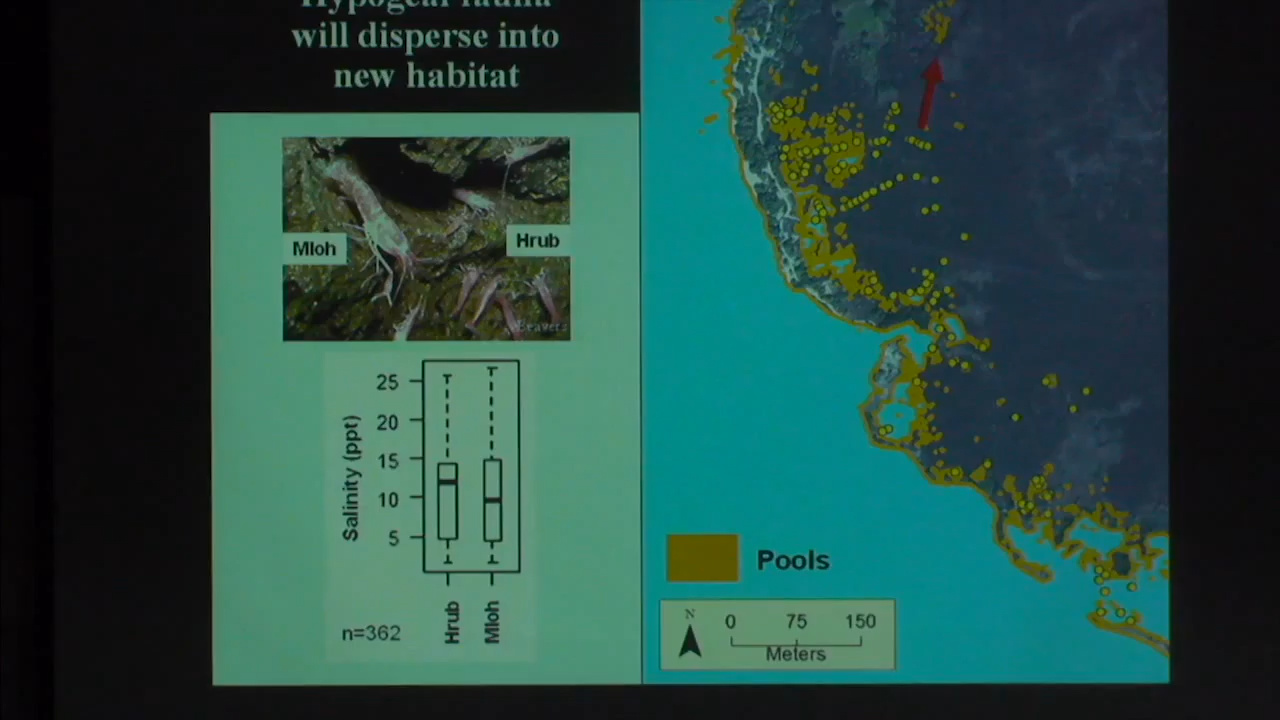 Hypogeal fauna
will disperse into
new habitat
Mloh
Hrub
Beavers
25
20
15
10
5
Salinity (ppt)
Hrub
Mloh
n=362
Pools
N
0 75 150
Meters